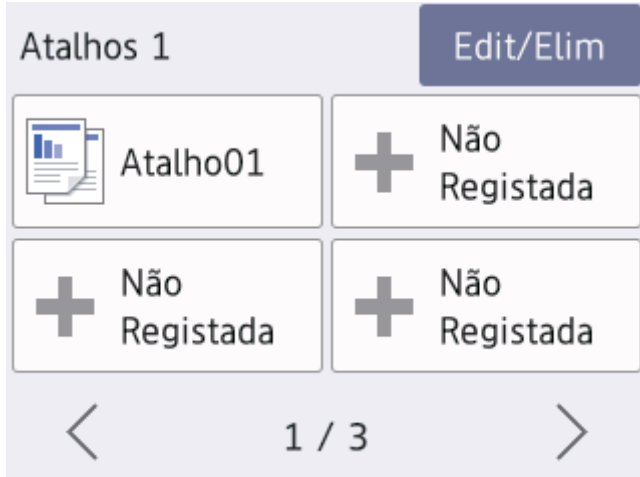 Atalhos 1
Edit/Elim
Atalho01
Não
Registada
Não
Registada
Não
Registada
1 / 3